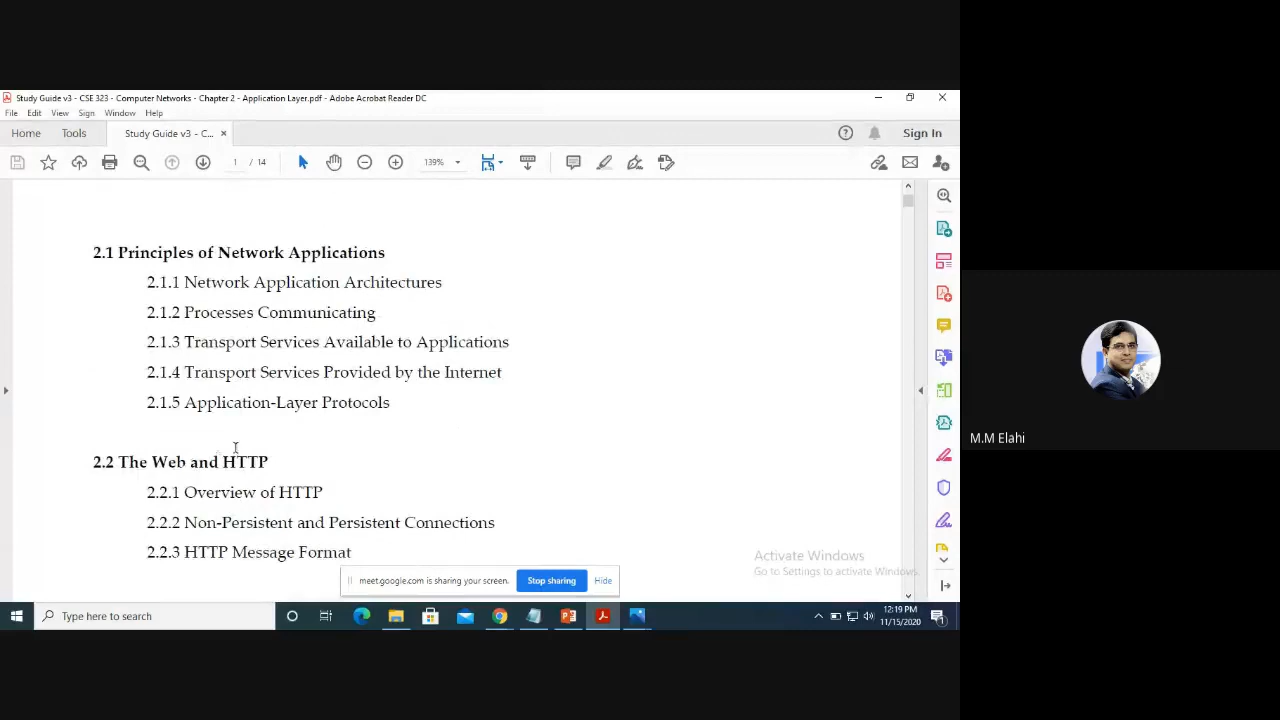 Study Guide v3 - CSE 323 - Computer Networks - Chapter 2 - Application Layer.pdf - Adobe Acrobat Reader DC
File Edit View Sign Window Help
Home Tools Study Guide v3 - C... × Sign In
1 / 14 139%
2.1 Principles of Network Applications
2.1.1 Network Application Architectures
2.1.2 Processes Communicating
2.1.3 Transport Services Available to Applications
2.1.4 Transport Services Provided by the Internet
2.1.5 Application-Layer Protocols
M.M Elahi
2.2 The Web and HTTP
2.2.1 Overview of HTTP
2.2.2 Non-Persistent and Persistent Connections
2.2.3 HTTP Message Format
Activate Windows
Go to Settings to activate Windows.
meet.google.com is sharing your screen. Stop sharing Hide
Type here to search
12:19 PM
11/15/2020
1